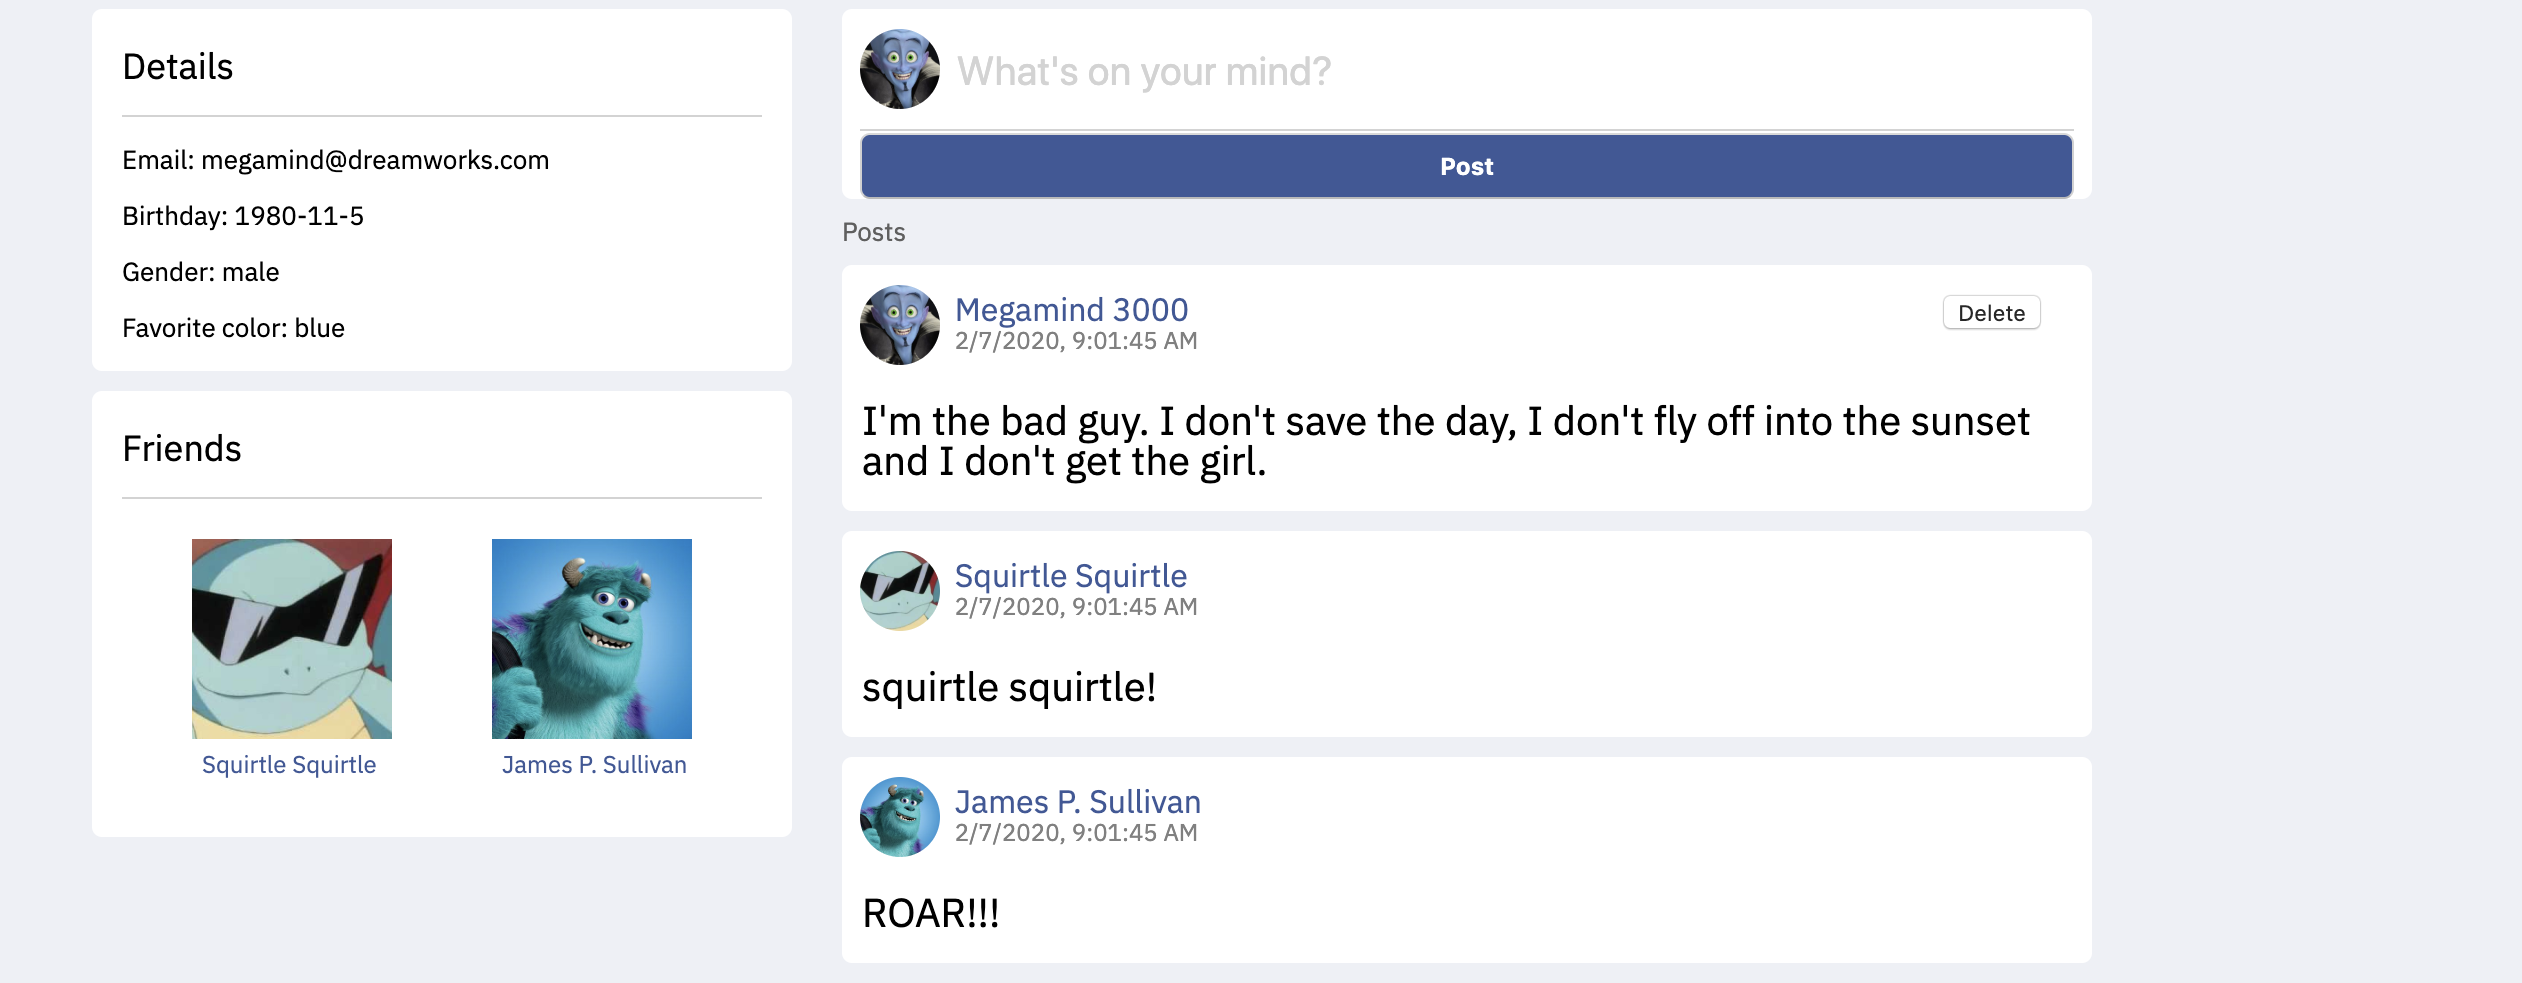 Details
Email: megamind@dreamworks.com
Birthday: 1980-11-5
Gender: male
Favorite color: blue
Friends
Squirtle Squirtle
James P. Sullivan
What's on your mind?
Post
Posts
Megamind 3000
Delete
2/7/2020, 9:01:45 AM
I'm the bad guy. I don't save the day, I don't fly off into the sunset
and I don't get the girl.
Squirtle Squirtle
2/7/2020, 9:01:45 AM
squirtle squirtle!
James P. Sullivan
2/7/2020, 9:01:45 AM
ROAR!!!